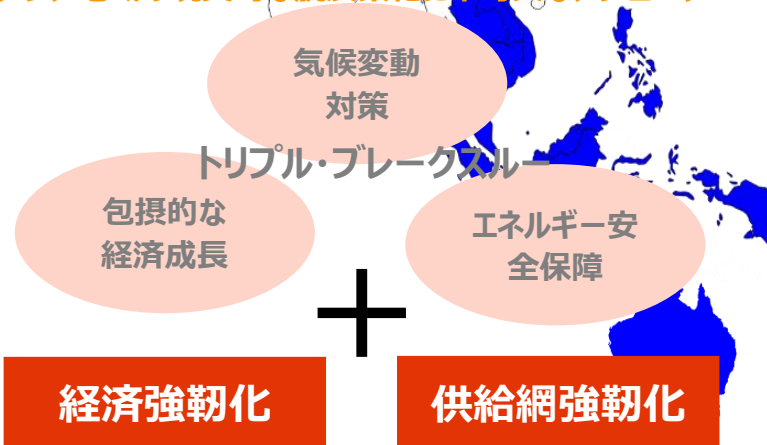 気候変動
対策
トリプル・ブレークスルー
包摂的な
経済成長
エネルギー安
全保障
経済強靭化
供給網強靭化